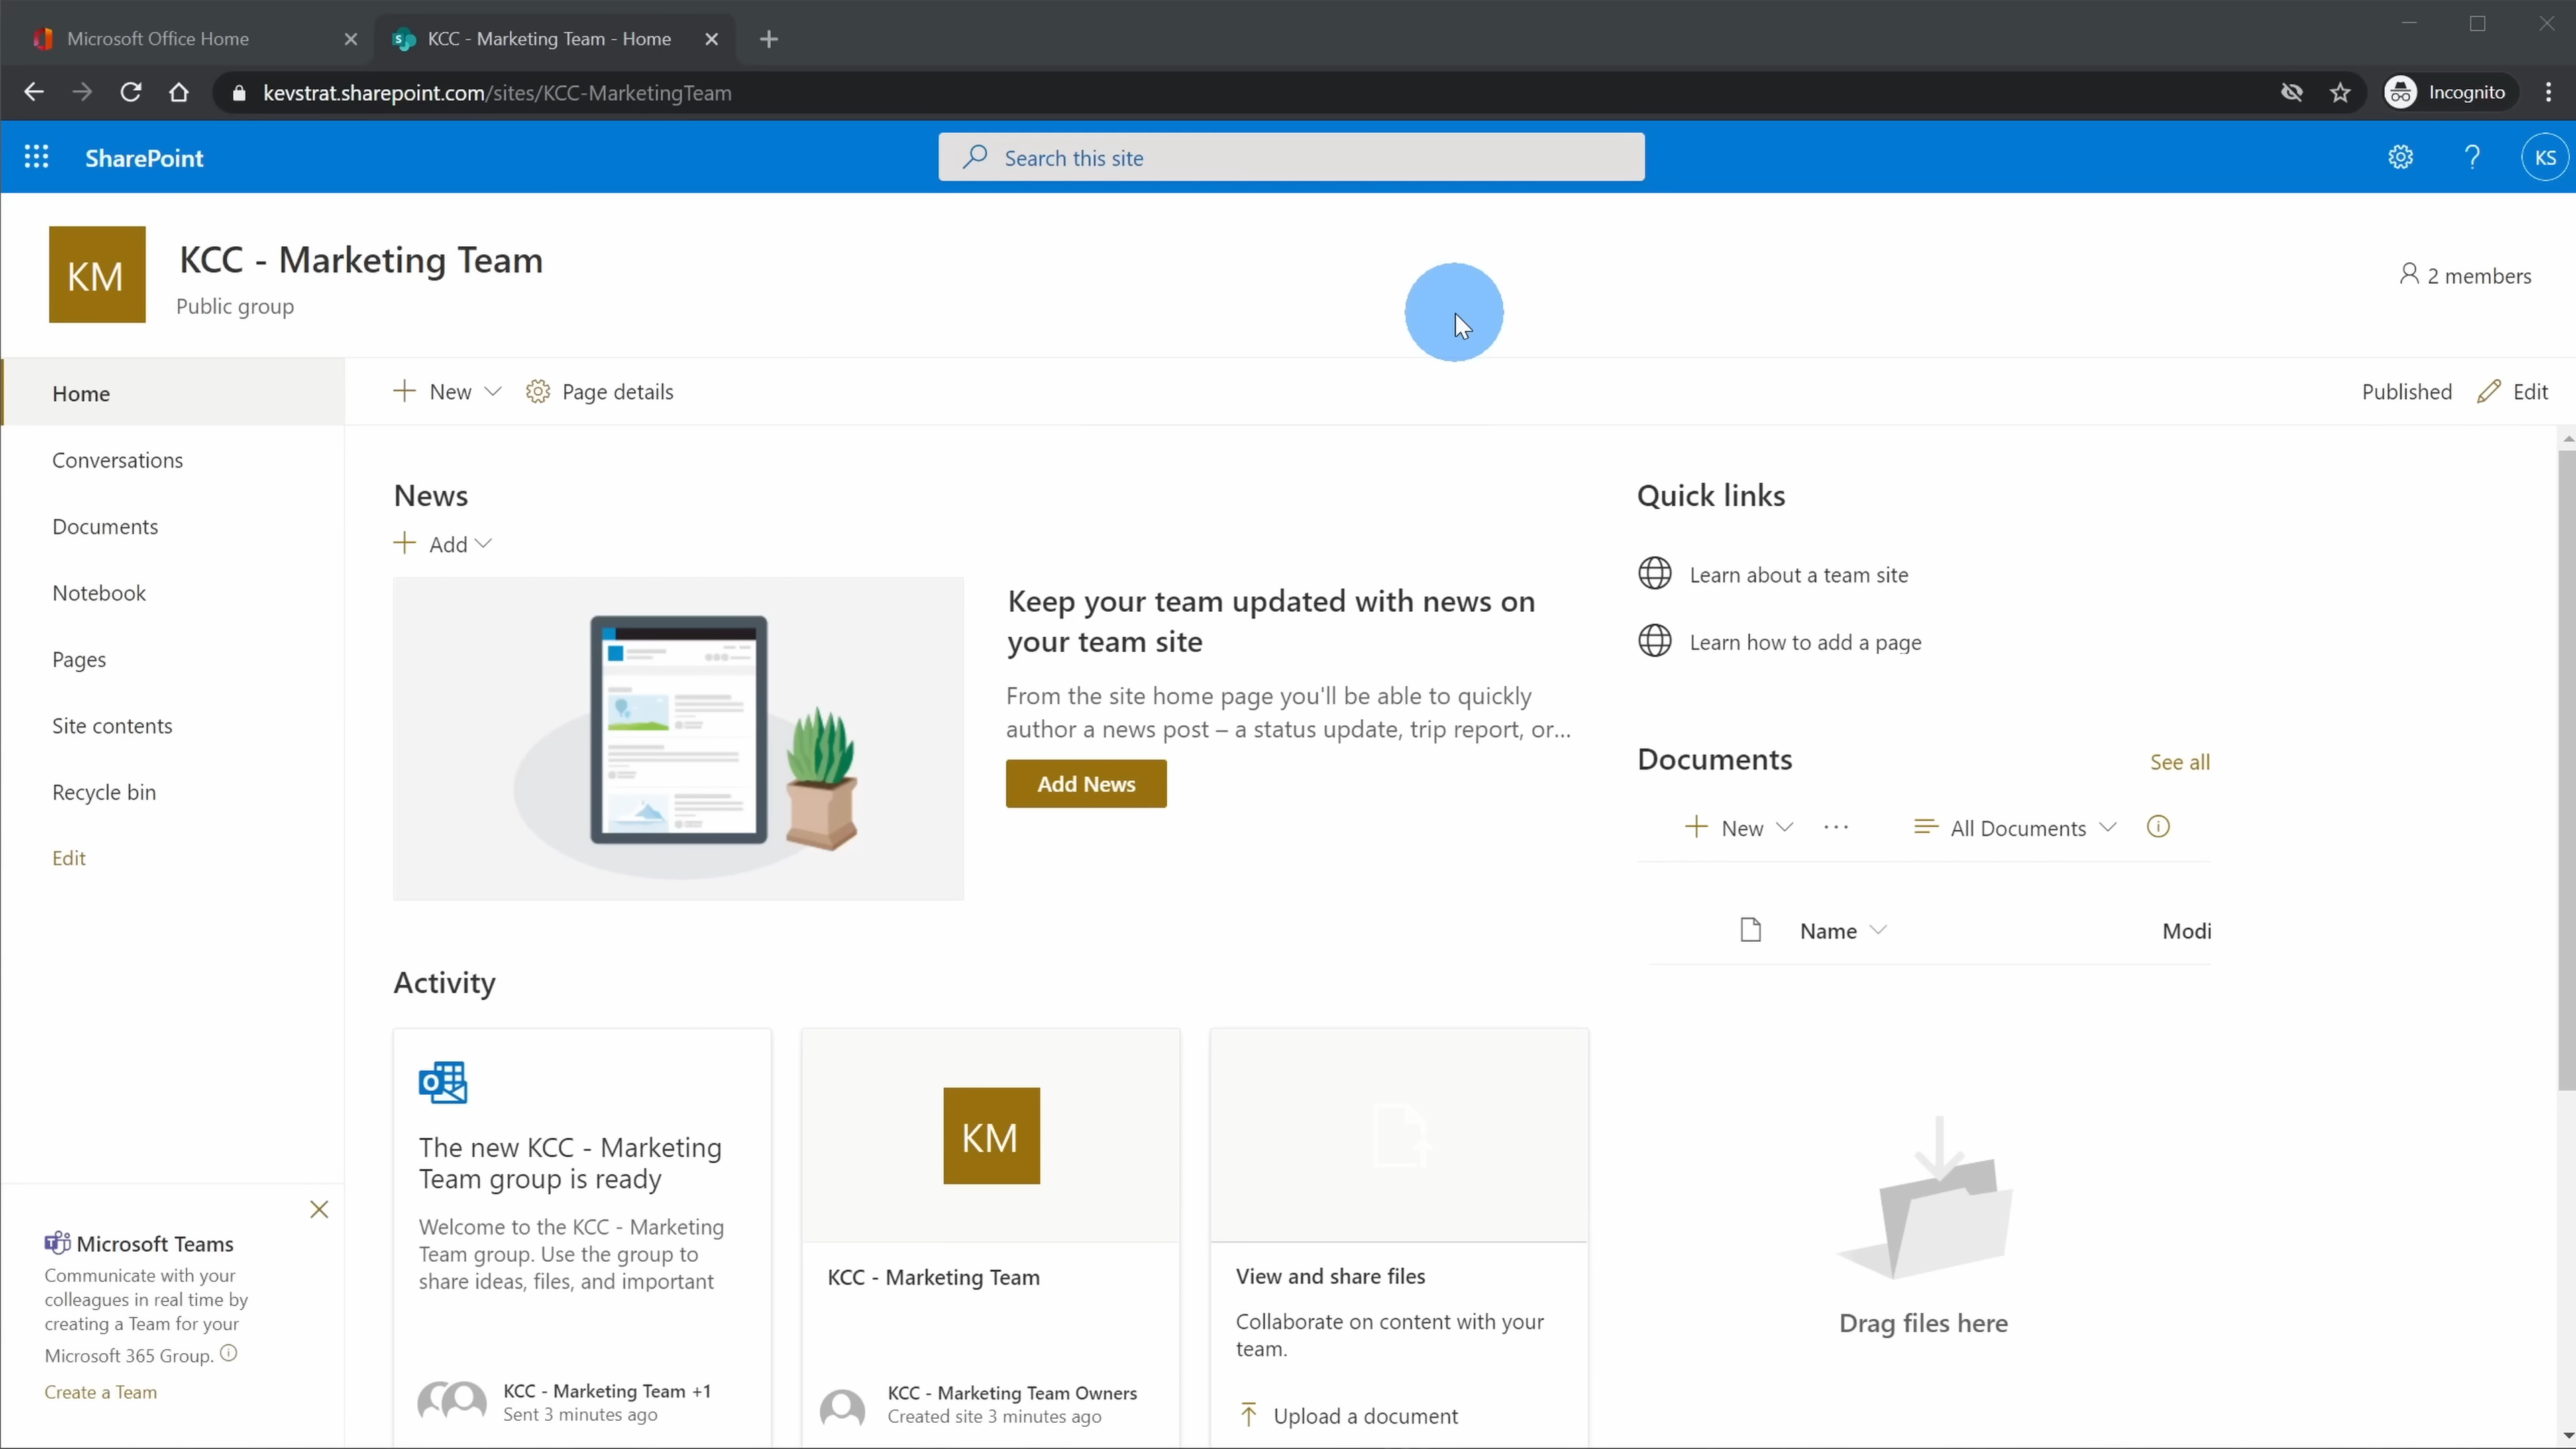 Microsoft Office Home
KCC - Marketing Team - Home
kevstrat.sharepoint.com/sites/KCC-MarketingTeam
Incognito
SharePoint
Search this site
KS
KM
KCC - Marketing Team
Public group
2 members
Home
Conversations
Documents
Notebook
Pages
Site contents
Recycle bin
Edit
New
Page details
Published
Edit
News
Add
Keep your team updated with news on
your team site
From the site home page you'll be able to quickly
author a news post – a status update, trip report, or...
Add News
Quick links
Learn about a team site
Learn how to add a page
Documents
See all
New
All Documents
Name
Modi
Drag files here
Activity
The new KCC - Marketing
Team group is ready
Welcome to the KCC - Marketing
Team group. Use the group to
share ideas, files, and important
KCC - Marketing Team +1
Sent 3 minutes ago
KM
KCC - Marketing Team
KCC - Marketing Team Owners
Created site 3 minutes ago
View and share files
Collaborate on content with your
team.
Upload a document
Microsoft Teams
Communicate with your
colleagues in real time by
creating a Team for your
Microsoft 365 Group.
Create a Team